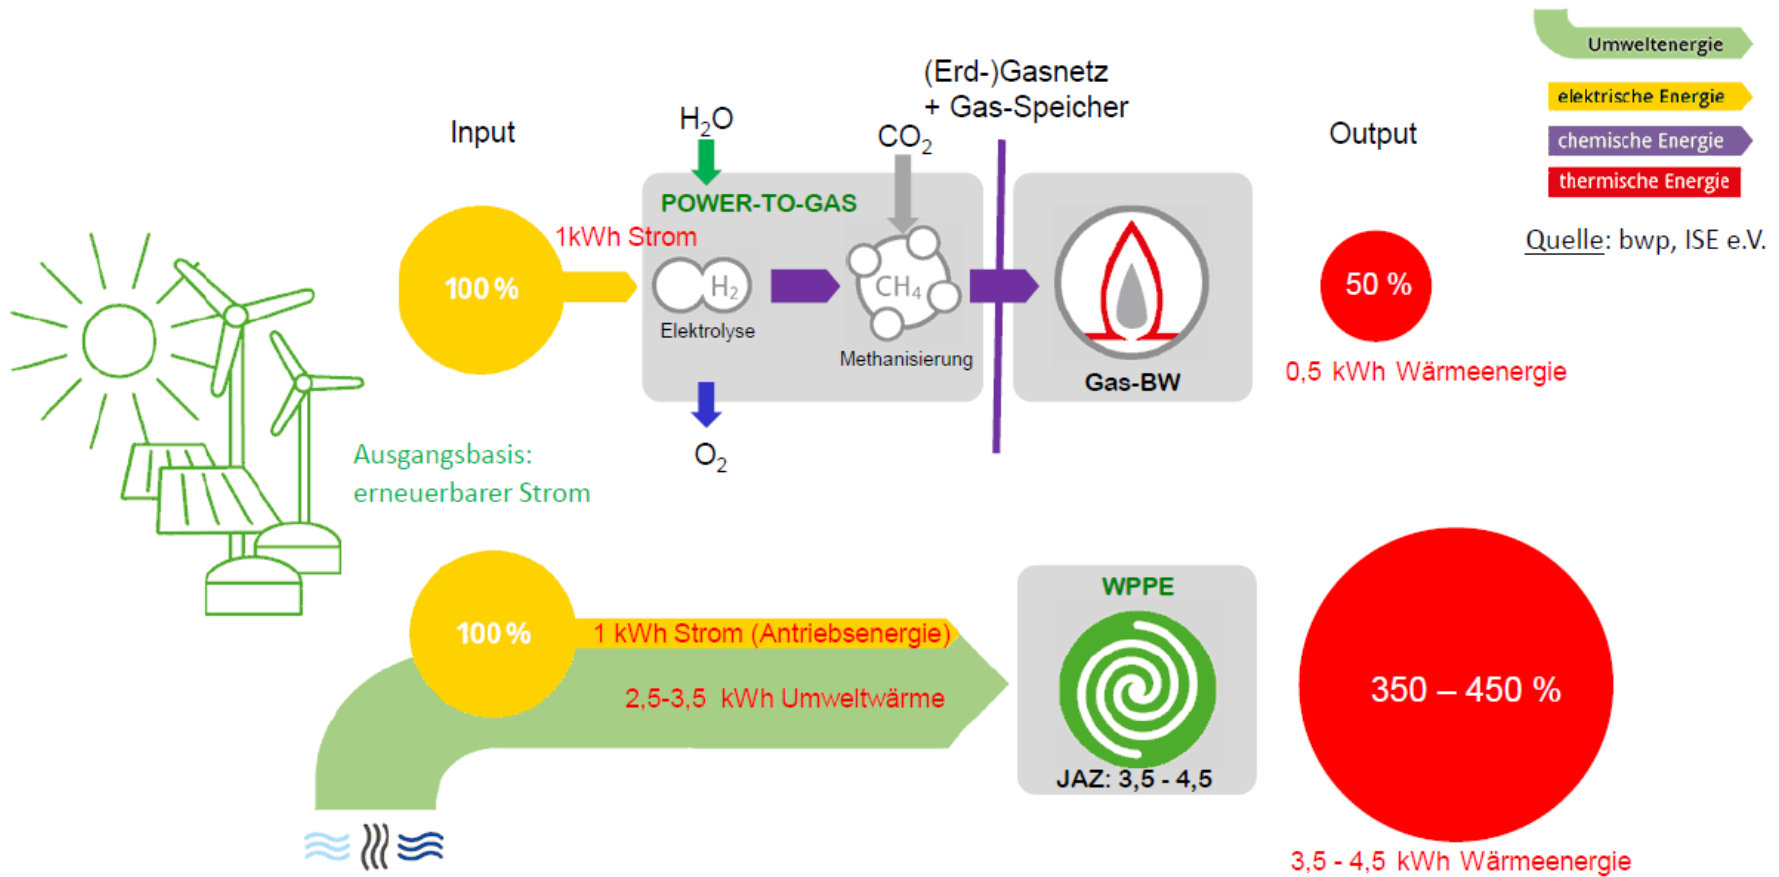 Umweltenergie
elektrische Energie
chemische Energie
thermische Energie
Quelle: bwp, ISE e.V.
(Erd-)Gasnetz
+ Gas-Speicher
Input
H₂O
CO₂
Output
POWER-TO-GAS
1kWh Strom
100 %
H₂
CH₄
50 %
Elektrolyse
Methanisierung
Gas-BW
0,5 kWh Wärmeenergie
O₂
Ausgangsbasis:
erneuerbarer Strom
WPPE
100 %
1 kWh Strom (Antriebsenergie)
2,5-3,5 kWh Umweltwärme
350 – 450 %
JAZ: 3,5 - 4,5
3,5 - 4,5 kWh Wärmeenergie